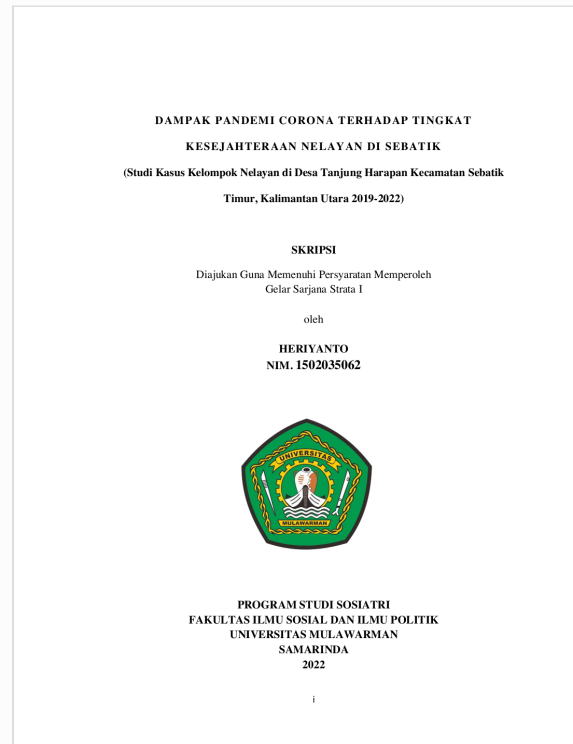 DAMPAK PANDEMI CORONA TERHADAP TINGKAT
KESEJAHTERAAN NELAYAN DI SEBATIK
(Studi Kasus Kelompok Nelayan di Desa Tanjung Harapan Kecamatan Sebatik
Timur, Kalimantan Utara 2019-2022)
SKRIPSI
Diajukan Guna Memenuhi Persyaratan Memperoleh
Gelar Sarjana Strata I
oleh
HERIYANTO
NIM. 1502035062
UNIVERSITAS
MULAWARMAN
PROGRAM STUDI SOSIATRI
FAKULTAS ILMU SOSIAL DAN ILMU POLITIK
UNIVERSITAS MULAWARMAN
SAMARINDA
2022
i